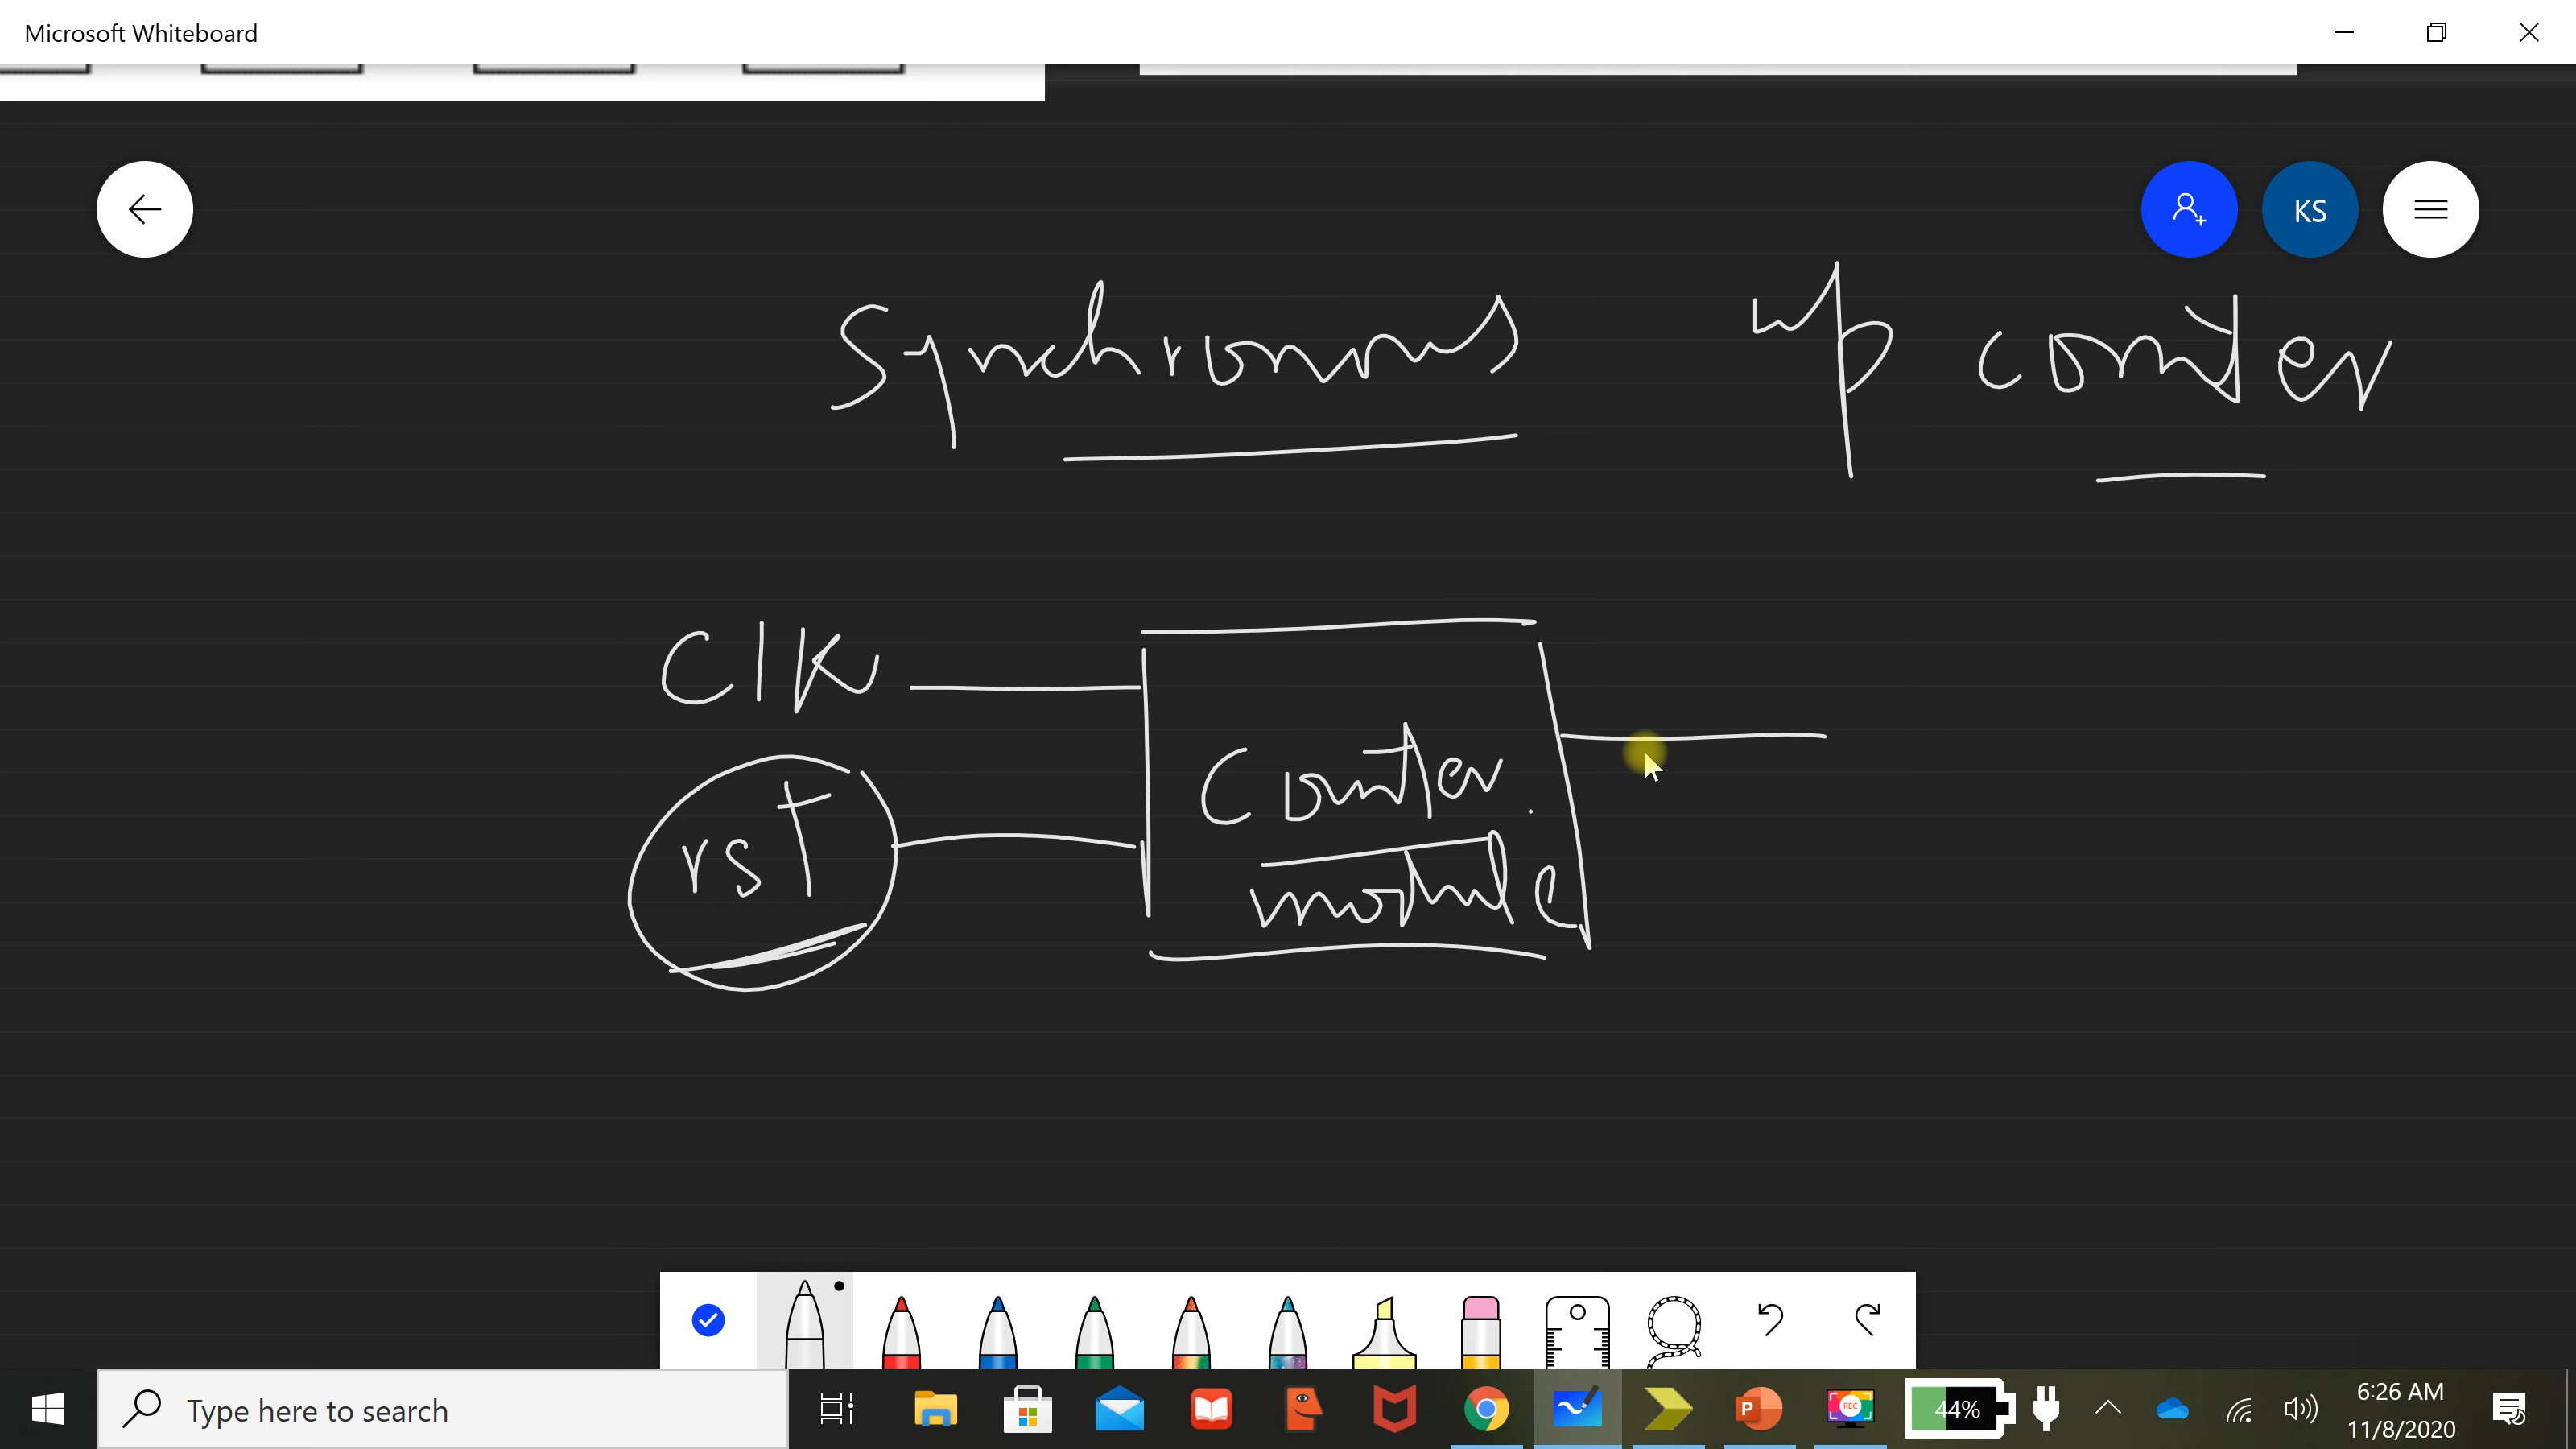 Microsoft Whiteboard
KS
Synchronous up counter
Clk
rst
Counter
module
Type here to search
P
REC
44%
6:26 AM
11/8/2020